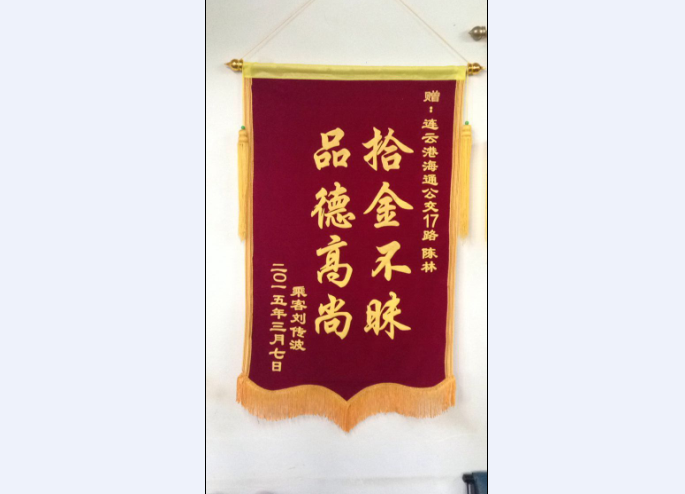 赠：连云港海通公交17路 陈林
拾金不昧
品德高尚
乘客刘传波
二〇一五年三月七日